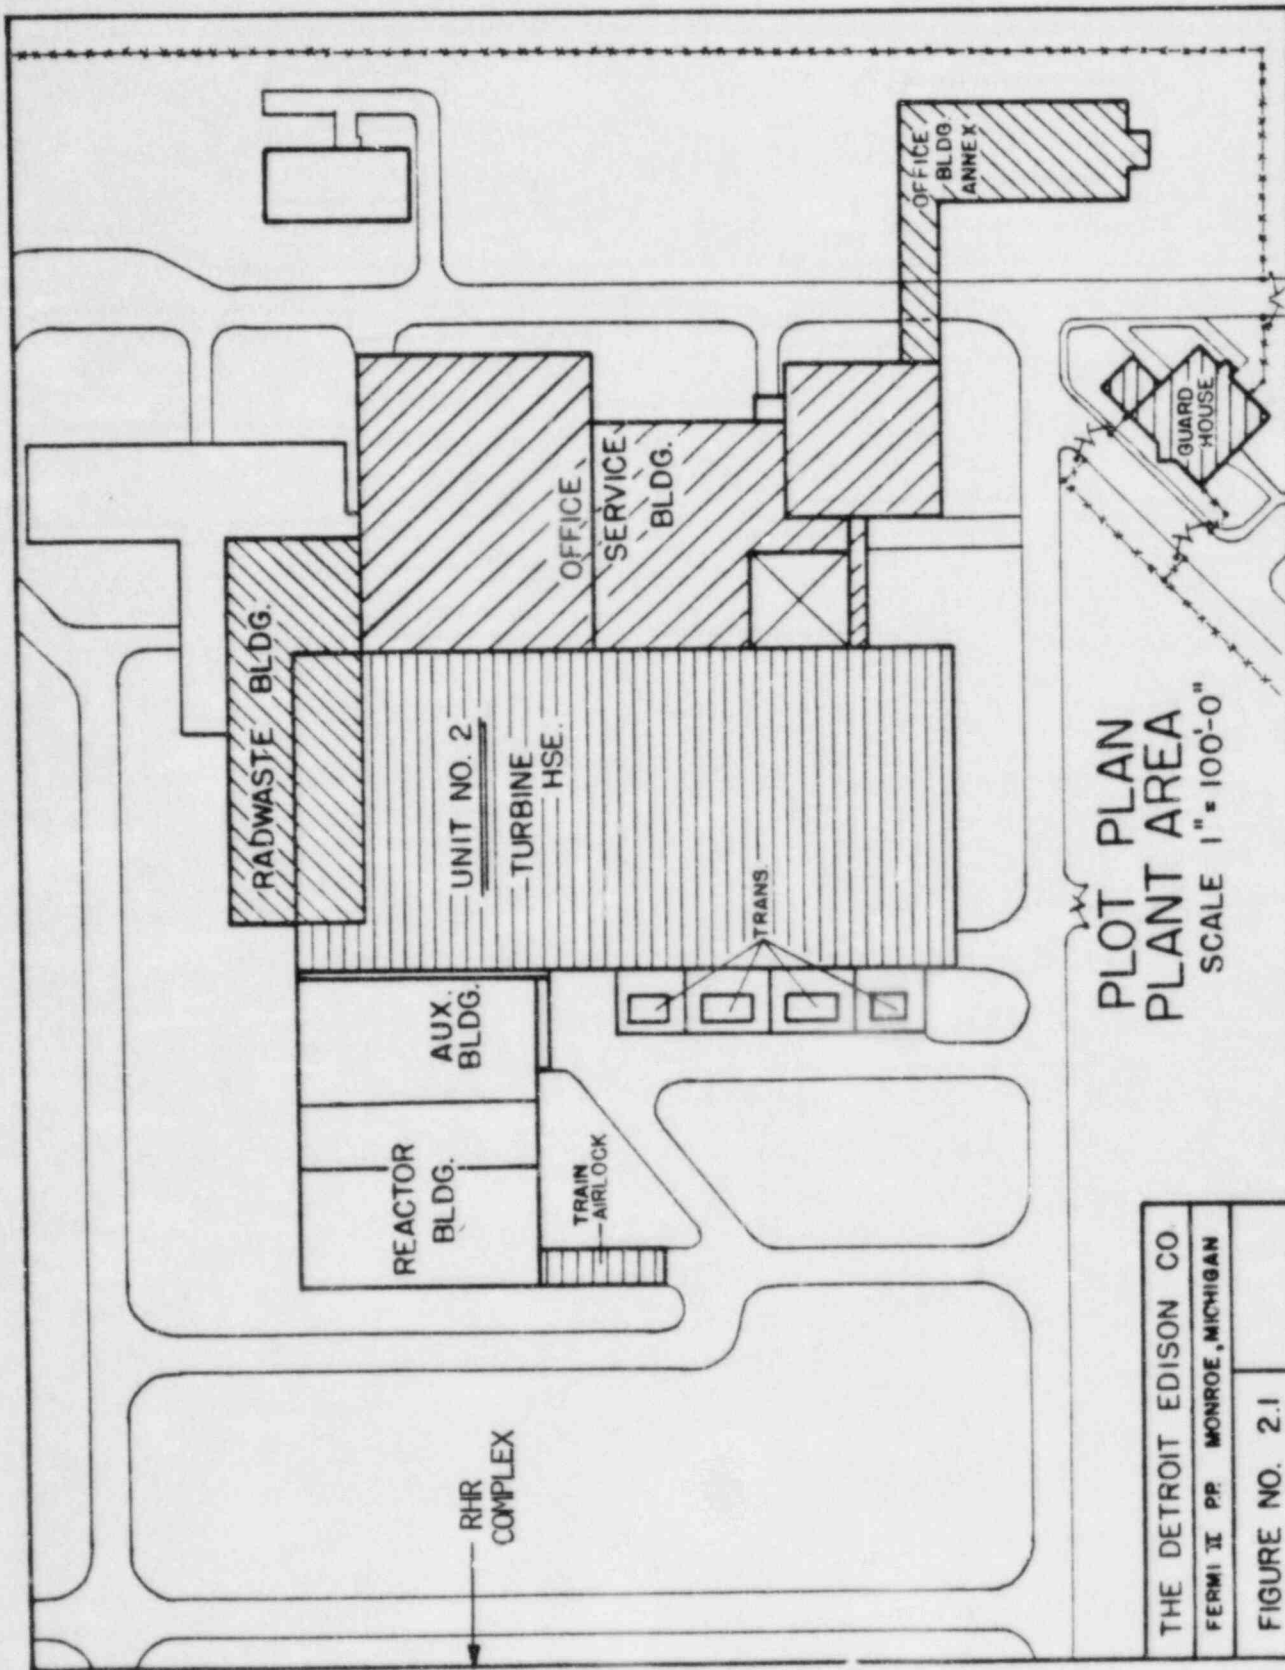 RHR
COMPLEX
REACTOR
BLDG.
AUX.
BLDG.
TRAIN
AIRLOCK
RADWASTE BLDG.
UNIT NO. 2
TURBINE
HSE.
TRANS.
OFFICE
SERVICE
BLDG.
OFFICE
BLDG.
ANNEX
GUARD
HOUSE
PLOT PLAN
PLANT AREA
SCALE 1"=100'-0"
THE DETROIT EDISON CO.
FERMI II P.P. MONROE, MICHIGAN
FIGURE NO. 2.1